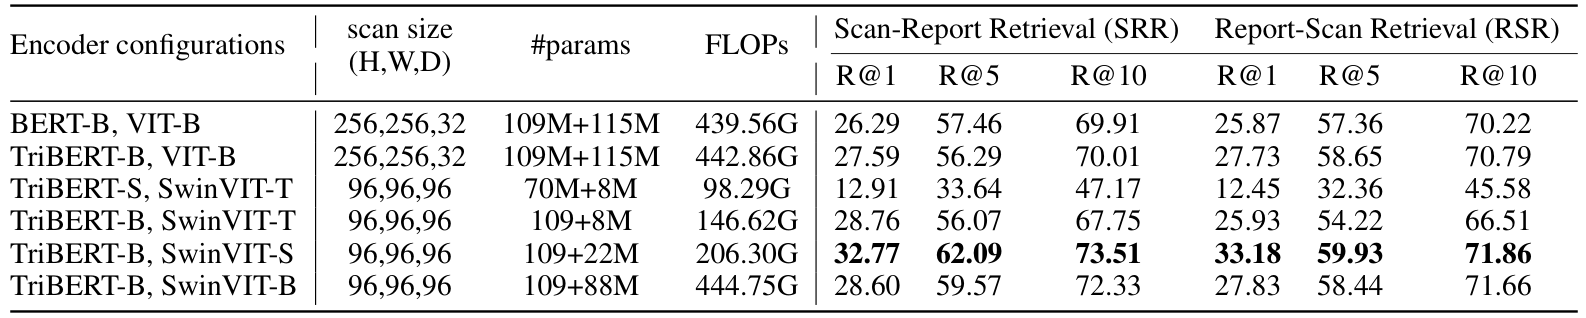 Encoder configurations scan size (H,W,D) #params FLOPs Scan-Report Retrieval (SRR) Report-Scan Retrieval (RSR)
R@1 R@5 R@10 R@1 R@5 R@10
BERT-B, VIT-B 256,256,32 109M+115M 439.56G 26.29 57.46 69.91 25.87 57.36 70.22
TriBERT-B, VIT-B 256,256,32 109M+115M 442.86G 27.59 56.29 70.01 27.73 58.65 70.79
TriBERT-S, SwinVIT-T 96,96,96 70M+8M 98.29G 12.91 33.64 47.17 12.45 32.36 45.58
TriBERT-B, SwinVIT-T 96,96,96 109+8M 146.62G 28.76 56.07 67.75 25.93 54.22 66.51
TriBERT-B, SwinVIT-S 96,96,96 109+22M 206.30G 32.77 62.09 73.51 33.18 59.93 71.86
TriBERT-B, SwinVIT-B 96,96,96 109+88M 444.75G 28.60 59.57 72.33 27.83 58.44 71.66